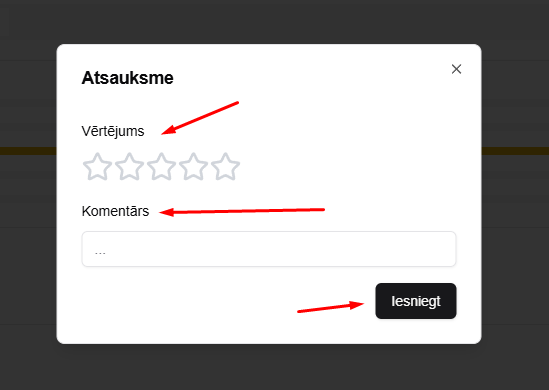 Atsauksme
Vērtējums
Komentārs
...
Iesniegt